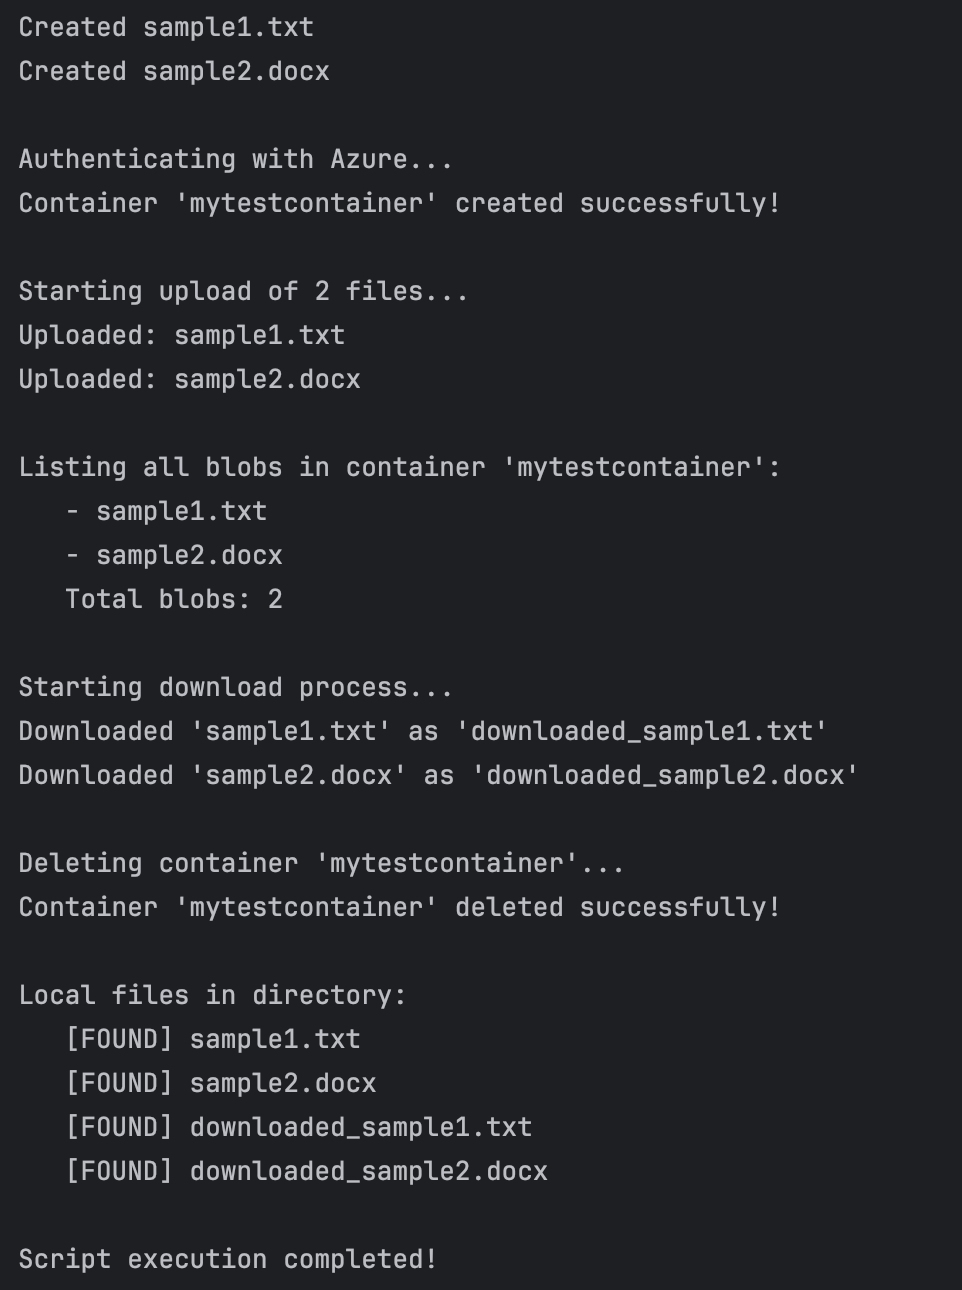 Created sample1.txt
Created sample2.docx
Authenticating with Azure...
Container 'mytestcontainer' created successfully!
Starting upload of 2 files...
Uploaded: sample1.txt
Uploaded: sample2.docx
Listing all blobs in container 'mytestcontainer':
   - sample1.txt
   - sample2.docx
   Total blobs: 2
Starting download process...
Downloaded 'sample1.txt' as 'downloaded_sample1.txt'
Downloaded 'sample2.docx' as 'downloaded_sample2.docx'
Deleting container 'mytestcontainer'...
Container 'mytestcontainer' deleted successfully!
Local files in directory:
   [FOUND] sample1.txt
   [FOUND] sample2.docx
   [FOUND] downloaded_sample1.txt
   [FOUND] downloaded_sample2.docx
Script execution completed!